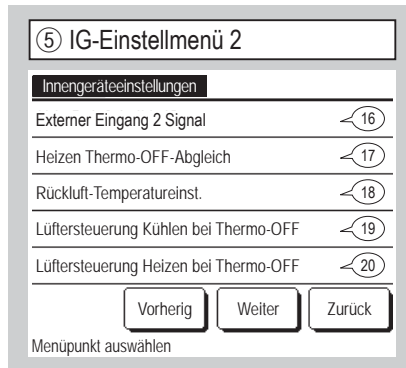 ⑤ IG-Einstellmenü 2
Innengeräteeinstellungen
Externer Eingang 2 Signal ⑯
Heizen Thermo-OFF-Abgleich ⑰
Rückluft-Temperatureinst. ⑱
Lüftersteuerung Kühlen bei Thermo-OFF ⑲
Lüftersteuerung Heizen bei Thermo-OFF ⑳
Vorherig Weiter Zurück
Menüpunkt auswählen